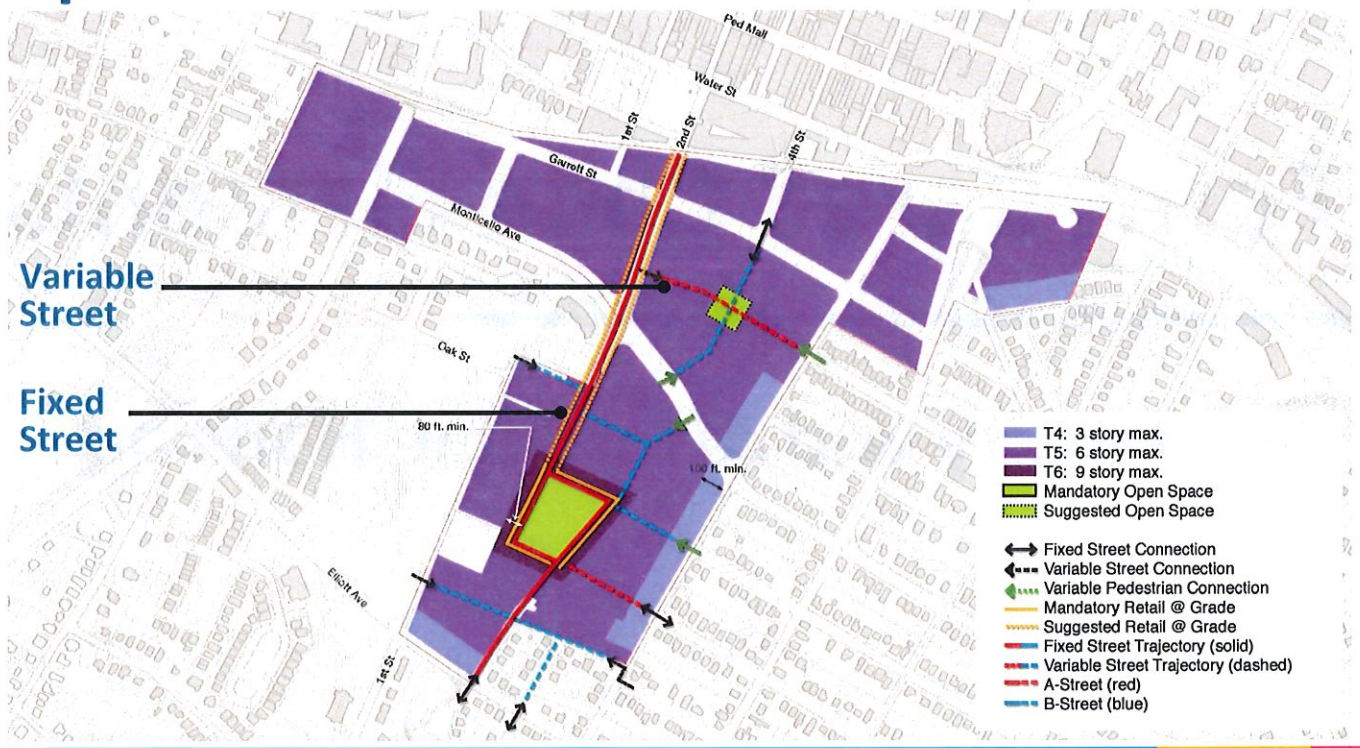 Ped Mall
Water St
1st St
2nd St
4th St
Garrett St
Monticello Ave
Variable
Street
Oak St
Fixed
Street
80 ft. min.
100 ft. min.
Elliott Ave
1st St
T4: 3 story max.
T5: 6 story max.
T6: 9 story max.
Mandatory Open Space
Suggested Open Space
Fixed Street Connection
Variable Street Connection
Variable Pedestrian Connection
Mandatory Retail @ Grade
Suggested Retail @ Grade
Fixed Street Trajectory (solid)
Variable Street Trajectory (dashed)
A-Street (red)
B-Street (blue)